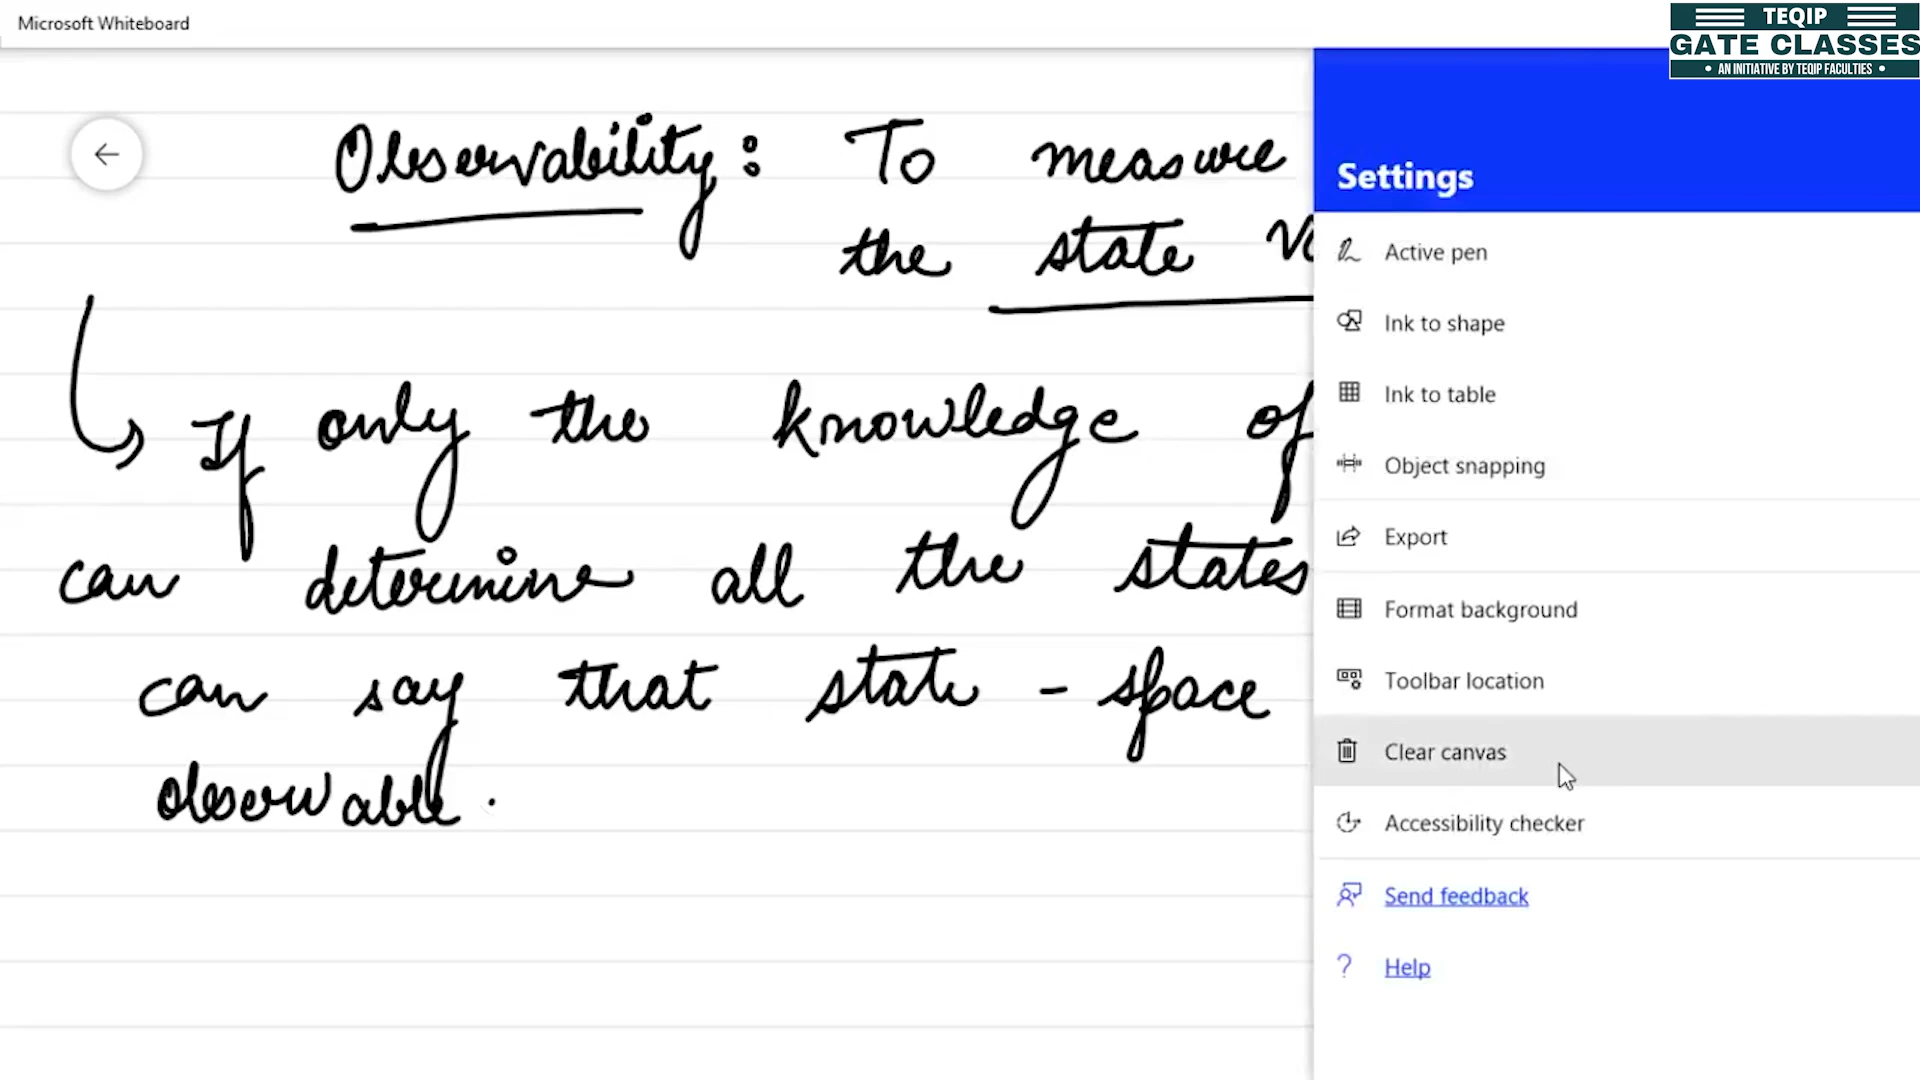 Microsoft Whiteboard
TEQIP
GATE CLASSES
• AN INITIATIVE BY TEQIP FACULTIES •
Observability : To measure
the state
If only the knowledge of
can determine all the states
can say that state - space
observable .
Settings
Active pen
Ink to shape
Ink to table
Object snapping
Export
Format background
Toolbar location
Clear canvas
Accessibility checker
Send feedback
Help